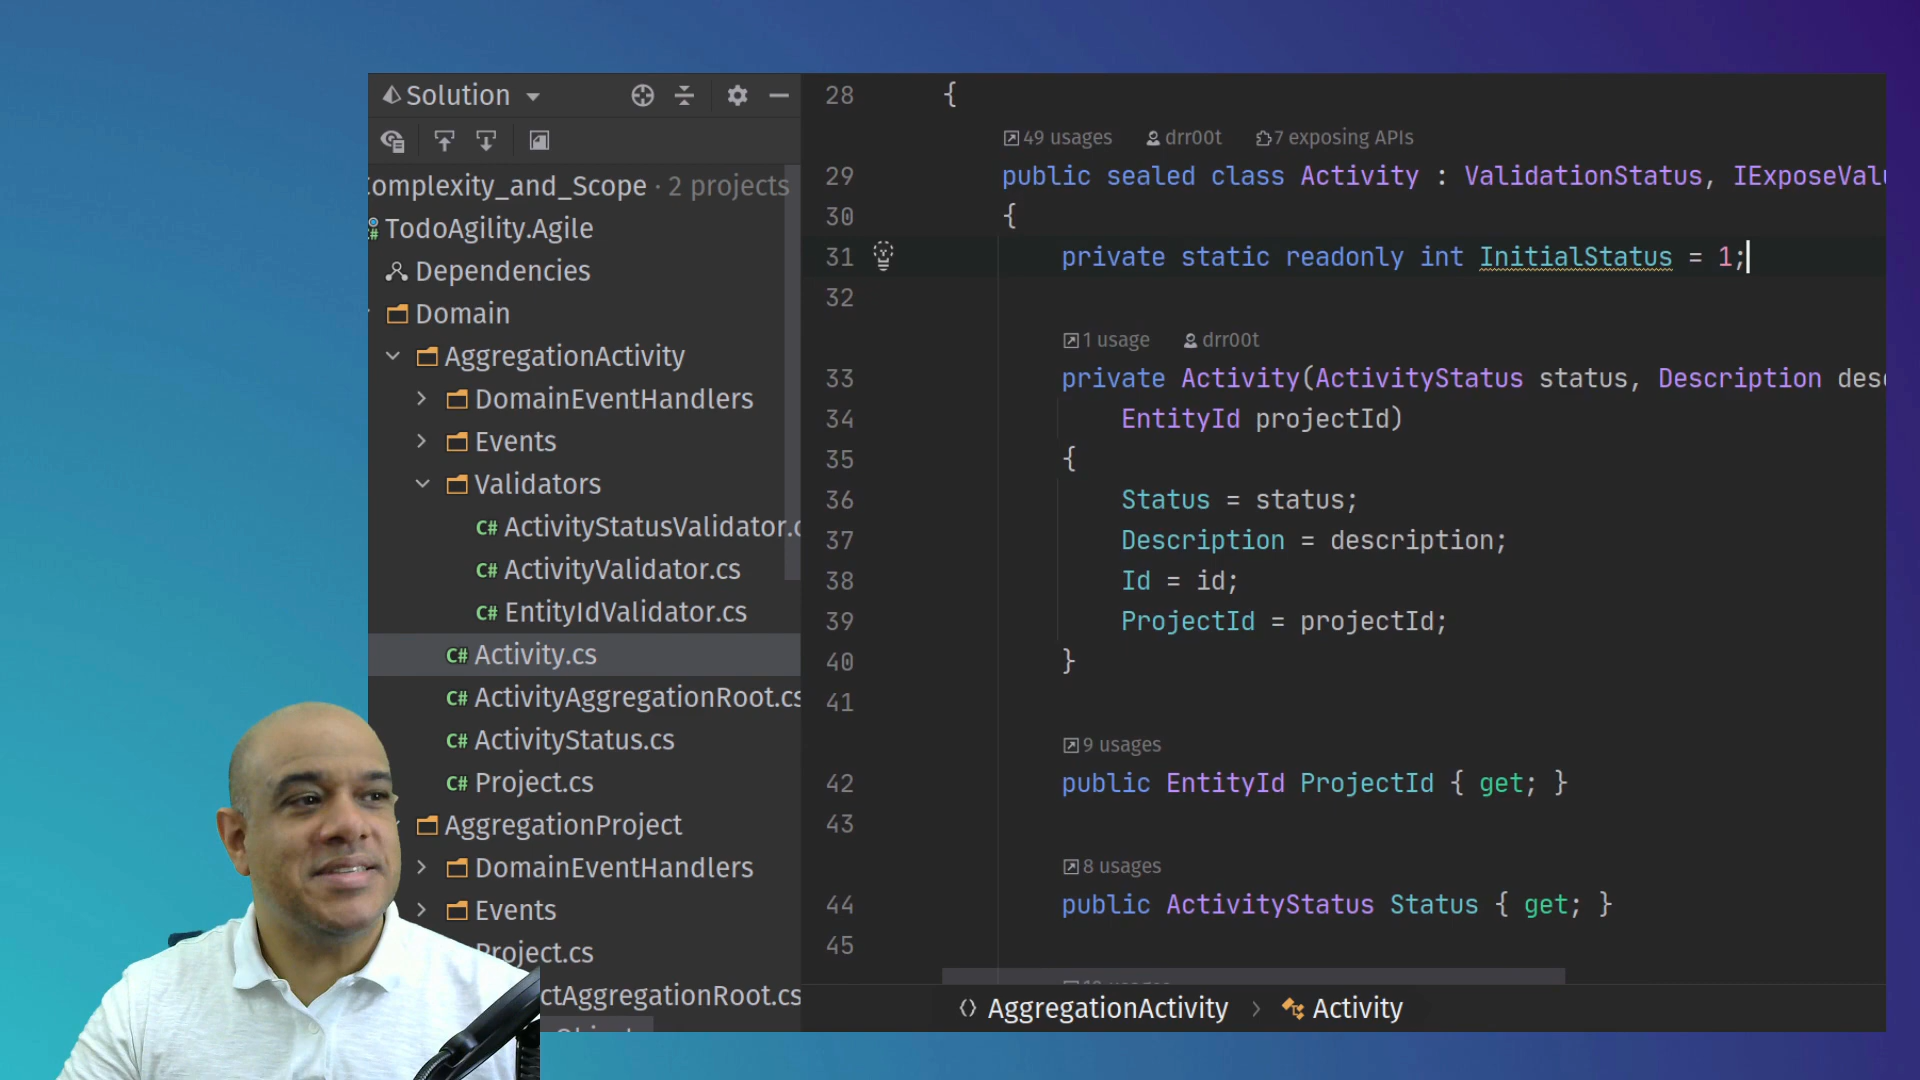 Solution
omplexity_and_Scope · 2 projects
TodoAgility.Agile
Dependencies
Domain
AggregationActivity
DomainEventHandlers
Events
Validators
C# ActivityStatusValidator.c
C# ActivityValidator.cs
C# EntityIdValidator.cs
C# Activity.cs
C# ActivityAggregationRoot.cs
C# ActivityStatus.cs
C# Project.cs
AggregationProject
DomainEventHandlers
Events
Project.cs
ctAggregationRoot.cs
28 {
49 usages drr00t 7 exposing APIs
29 public sealed class Activity : ValidationStatus, IExposeValu
30 {
31 private static readonly int InitialStatus = 1;
32
1 usage drr00t
33 private Activity(ActivityStatus status, Description desc
34 EntityId projectId)
35 {
36 Status = status;
37 Description = description;
38 Id = id;
39 ProjectId = projectId;
40 }
41
9 usages
42 public EntityId ProjectId { get; }
43
8 usages
44 public ActivityStatus Status { get; }
45
AggregationActivity > Activity